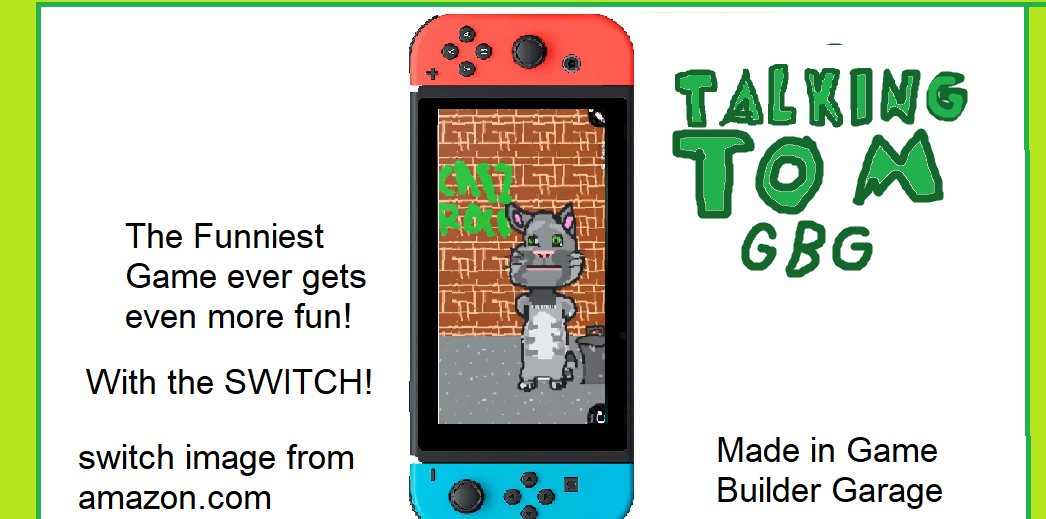 The Funniest
Game ever gets
even more fun!
With the SWITCH!
switch image from
amazon.com
CATZ
TALKING
TOM
GBG
Made in Game
Builder Garage